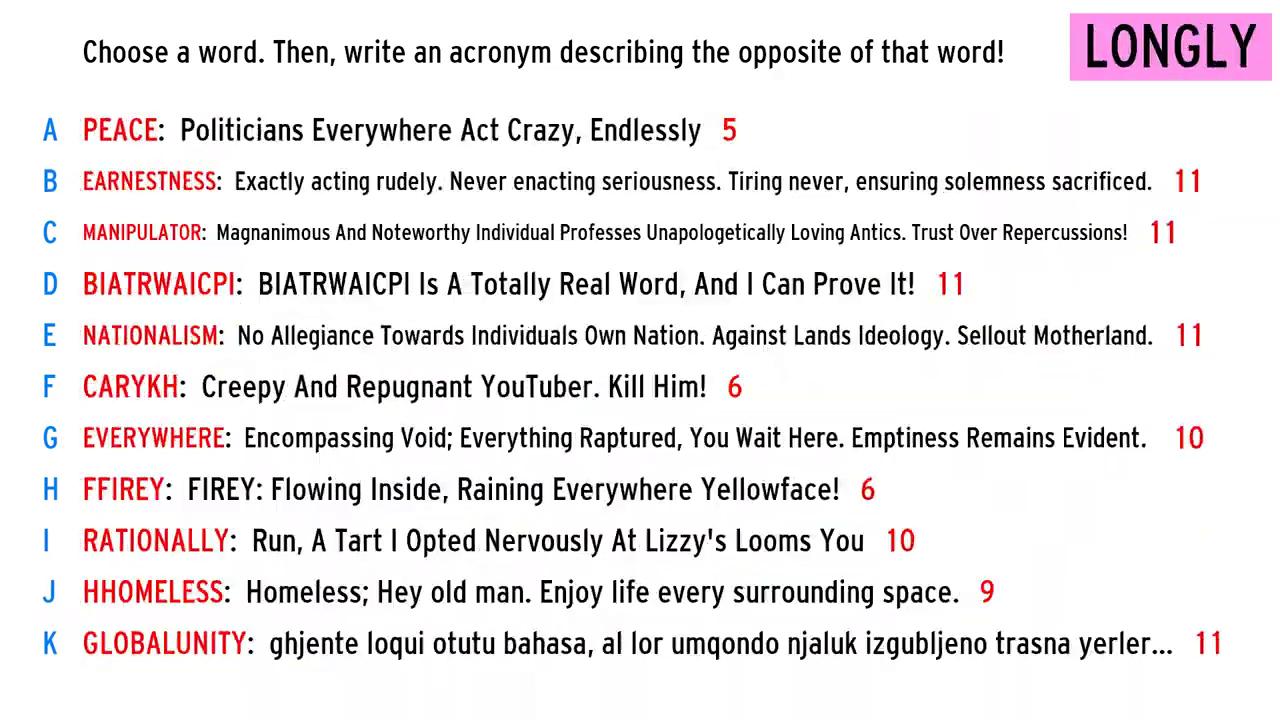 Choose a word. Then, write an acronym describing the opposite of that word!
LONGLY
A PEACE: Politicians Everywhere Act Crazy, Endlessly 5
B EARNESTNESS: Exactly acting rudely. Never enacting seriousness. Tiring never, ensuring solemness sacrificed. 11
C MANIPULATOR: Magnanimous And Noteworthy Individual Professes Unapologetically Loving Antics. Trust Over Repercussions! 11
D BIATRWAICPI: BIATRWAICPI Is A Totally Real Word, And I Can Prove It! 11
E NATIONALISM: No Allegiance Towards Individuals Own Nation. Against Lands Ideology. Sellout Motherland. 11
F CARYKH: Creepy And Repugnant YouTuber. Kill Him! 6
G EVERYWHERE: Encompassing Void; Everything Raptured, You Wait Here. Emptiness Remains Evident. 10
H FFIREY: FIREY: Flowing Inside, Raining Everywhere Yellowface! 6
I RATIONALLY: Run, A Tart I Opted Nervously At Lizzy's Looms You 10
J HHOMELESS: Homeless; Hey old man. Enjoy life every surrounding space. 9
K GLOBALUNITY: ghjente loqui otutu bahasa, al lor umqondo njaluk izgubljeno trasna yerler... 11